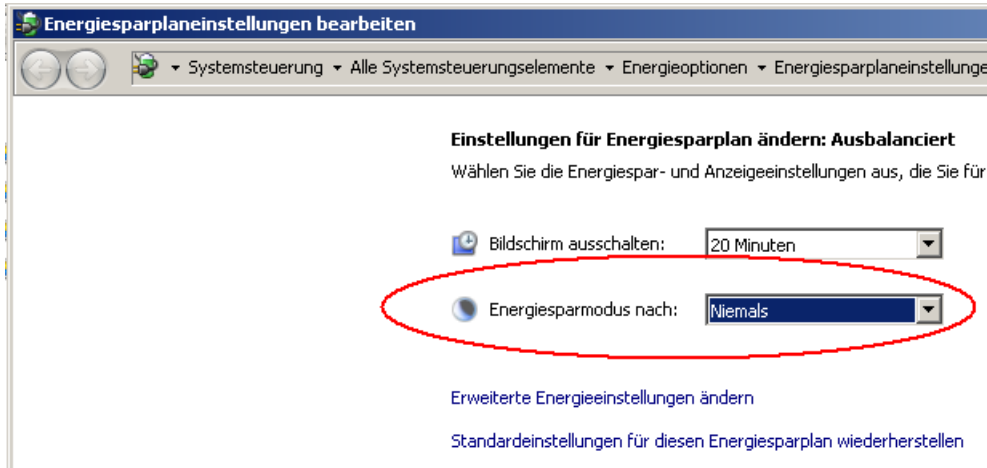 Energiesparplaneinstellungen bearbeiten
Systemsteuerung Alle Systemsteuerungselemente Energieoptionen Energiesparplaneinstellunge
Einstellungen für Energiesparplan ändern: Ausbalanciert
Wählen Sie die Energiespar- und Anzeigeeinstellungen aus, die Sie für
Bildschirm ausschalten: 20 Minuten
Energiesparmodus nach: Niemals
Erweiterte Energieeinstellungen ändern
Standardeinstellungen für diesen Energiesparplan wiederherstellen